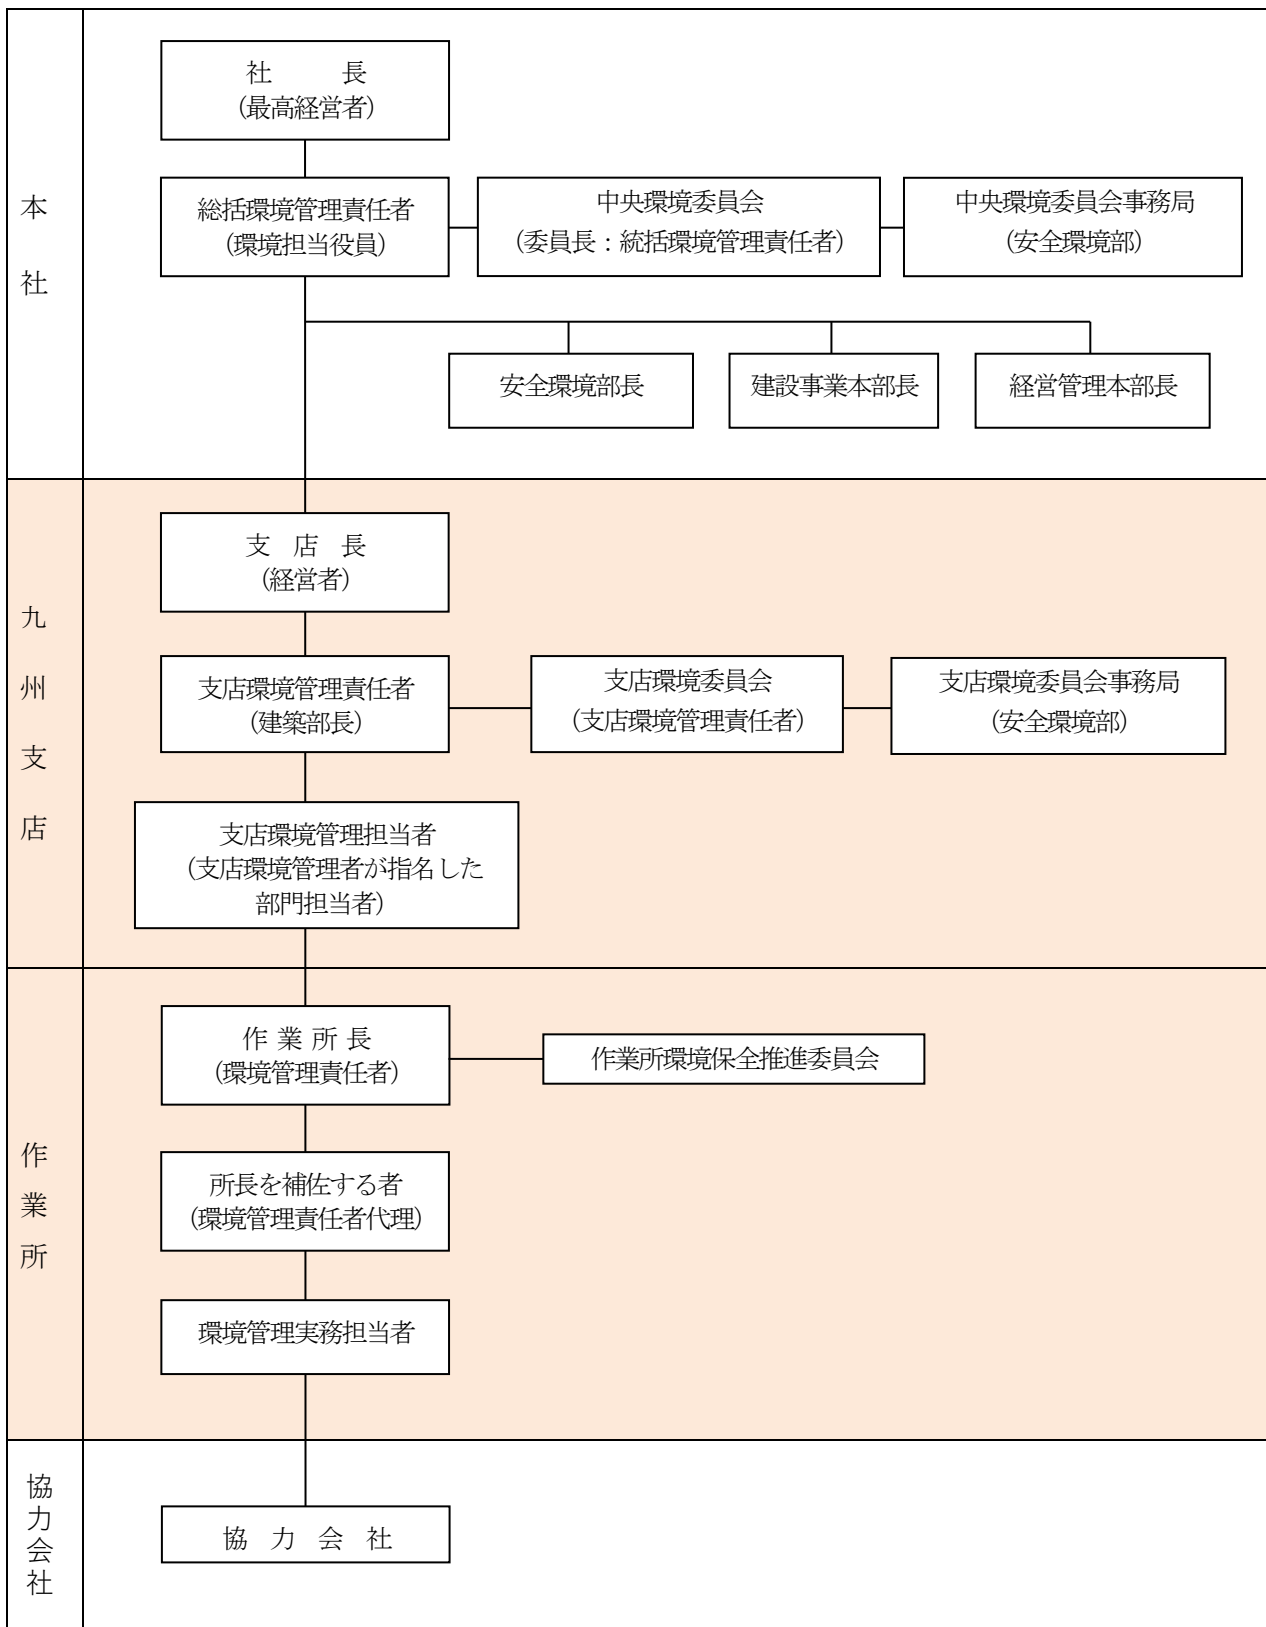 本社
社長
(最高経営者)
総括環境管理責任者
(環境担当役員)
中央環境委員会
(委員長:統括環境管理責任者)
中央環境委員会事務局
(安全環境部)
安全環境部長
建設事業本部長
経営管理本部長
九州支店
支店長
(経営者)
支店環境管理責任者
(建築部長)
支店環境委員会
(支店環境管理責任者)
支店環境委員会事務局
(安全環境部)
支店環境管理担当者
(支店環境管理者が指名した
部門担当者)
作業所
作業所長
(環境管理責任者)
作業所環境保全推進委員会
所長を補佐する者
(環境管理責任者代理)
環境管理実務担当者
協力会社
協力会社